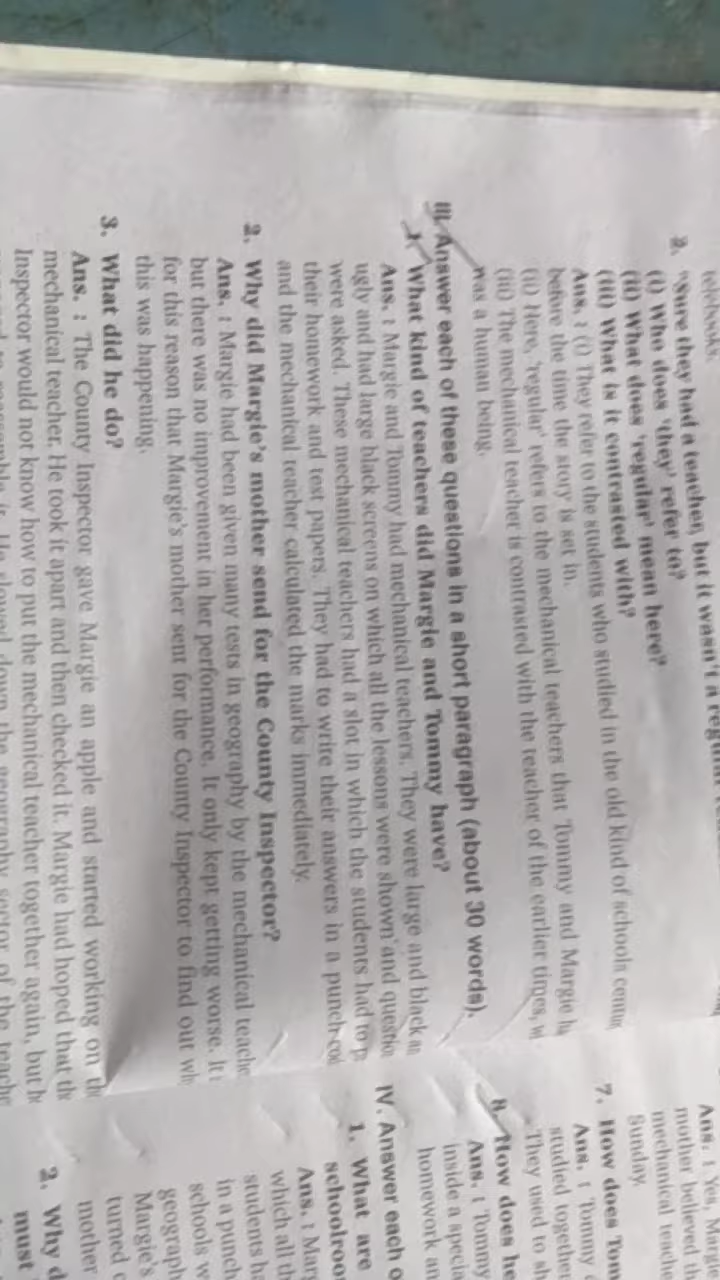 telebooks.
2. "Sure they had a teacher, but it wasn't a
(i) Who does 'they' refer to?
(ii) What does 'regular' mean here?
(iii) What is it contrasted with?
Ans. : (i) They refer to the students who studied in the old kind of schools
before the time the story is set in.
(ii) Here, 'regular' refers to the mechanical teachers that Tommy and Margie
(iii) The mechanical teacher is contrasted with the teacher of the earlier times,
was a human being.
III. Answer each of these questions in a short paragraph (about 30 words).
1. What kind of teachers did Margie and Tommy have?
Ans. : Margie and Tommy had mechanical teachers. They were large and black
ugly and had large black screens on which all the lessons were shown and
were asked. These mechanical teachers had a slot in which the students had to
their homework and test papers. They had to write their answers in a
and the mechanical teacher calculated the marks immediately.
2. Why did Margie's mother send for the County Inspector?
Ans. : Margie had been given many tests in geography by the mechanical
but there was no improvement in her performance. It only kept getting worse. It
for this reason that Margie's mother sent for the County Inspector to find out
this was happening.
3. What did he do?
Ans. : The County Inspector gave Margie an apple and started working on
mechanical teacher. He took it apart and then checked it. Margie had hoped that
Inspector would not know how to put the mechanical teacher together again, but
it. He slowed down the geography sector of the
Ans. : Yes,
mother believed
mechanical
Sunday.
7. How does
Ans. : Tommy
studied together
They used to
8. How does
Ans. : Tommy
inside a
homework
IV. Answer each
1. What are
Ans. :
which all
students
in a
schools
Margie's
turned
mother
2. Why
must